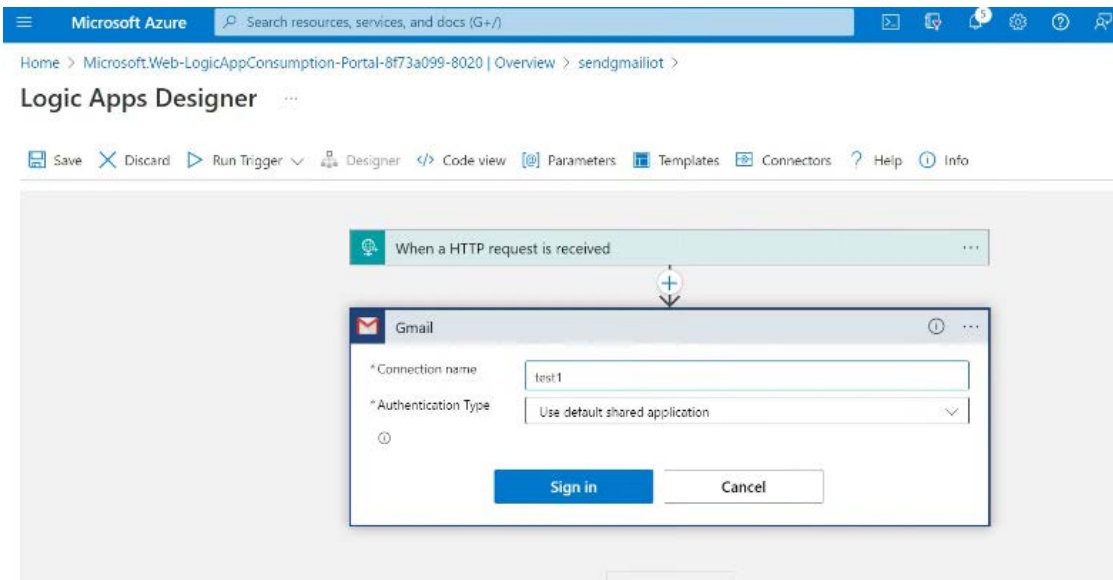 Microsoft Azure Search resources, services, and docs (G+/) 5
Home > Microsoft.Web-LogicAppConsumption-Portal-8f73a099-8020 | Overview > sendgmailiot >
Logic Apps Designer ...
Save Discard Run Trigger Designer </> Code view [@] Parameters Templates Connectors ? Help Info
When a HTTP request is received ...
Gmail ...
*Connection name test1
*Authentication Type Use default shared application
Sign in Cancel